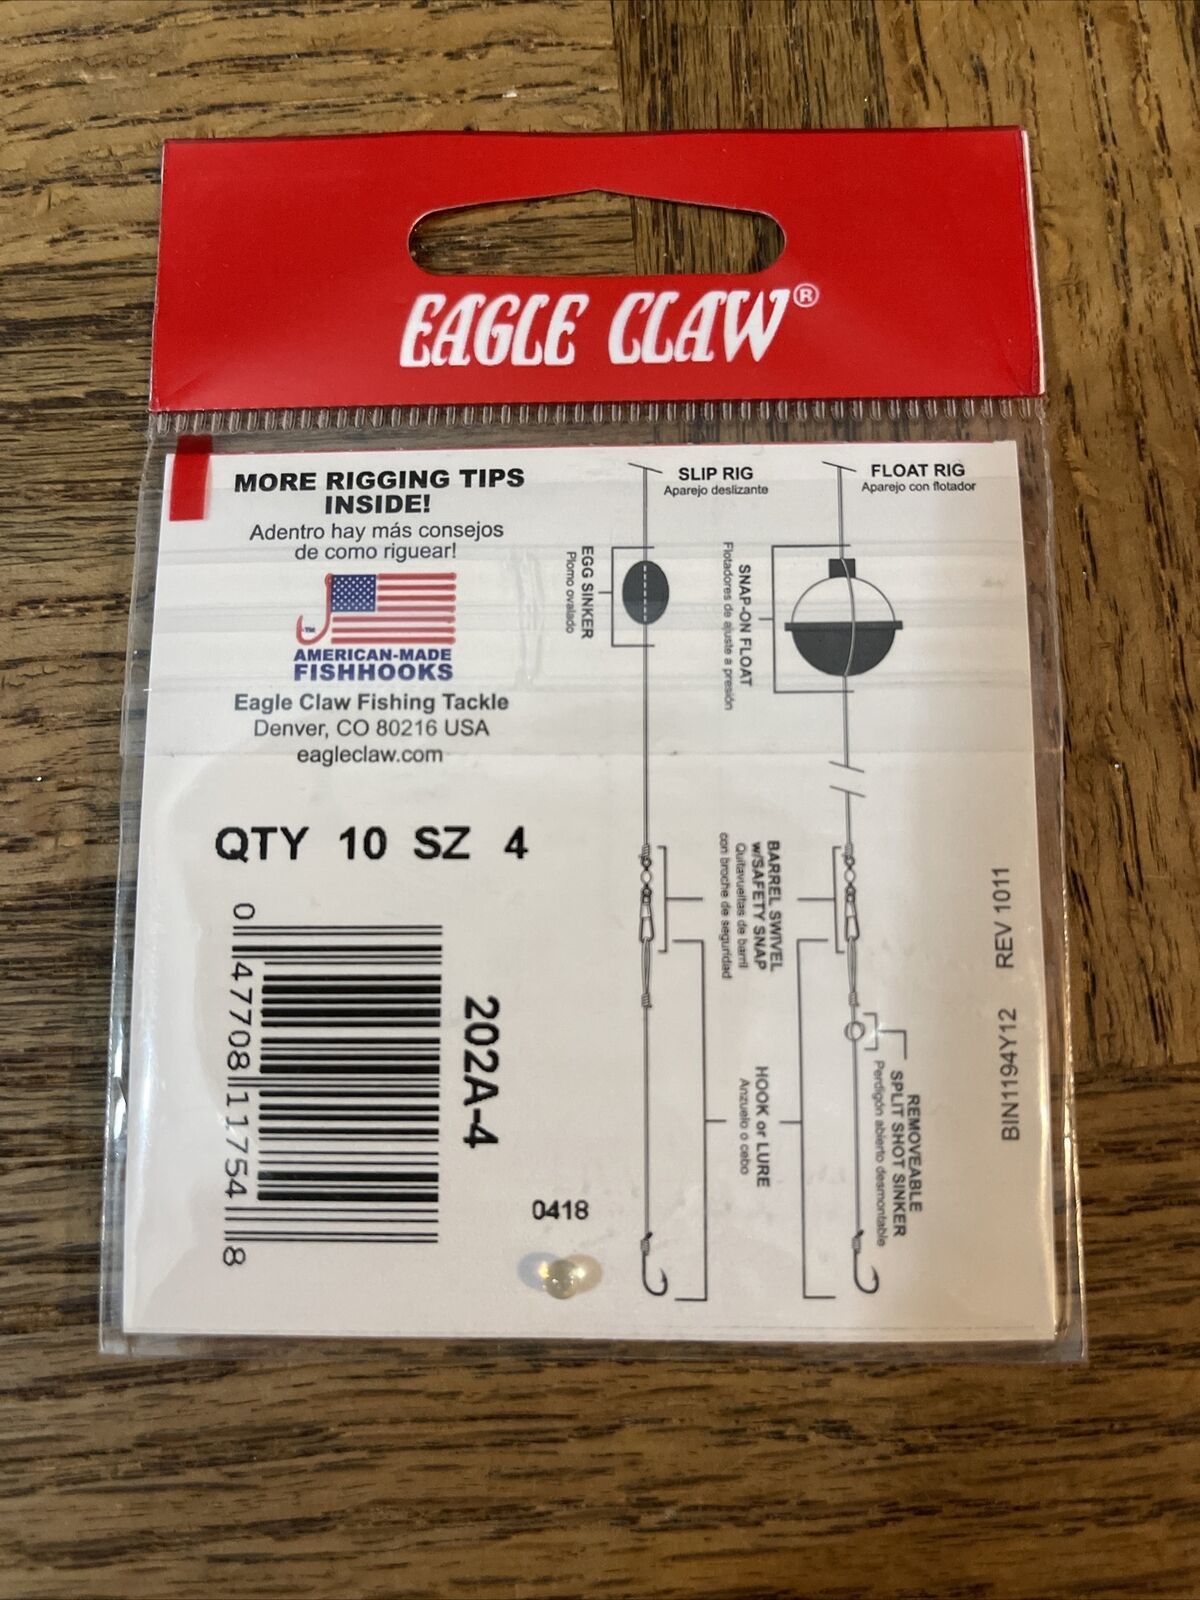 EAGLE CLAW®
MORE RIGGING TIPS
INSIDE!
Adentro hay más consejos
de como riguear!
TM
AMERICAN-MADE
FISHHOOKS
Eagle Claw Fishing Tackle
Denver, CO 80216 USA
eagleclaw.com
QTY 10 SZ 4
0 47708 11754 8
202A-4
0418
SLIP RIG
Aparejo deslizante
EGG SINKER
Plomo ovalado
FLOAT RIG
Aparejo con flotador
SNAP-ON FLOAT
Flotadores de ajuste a presión
BARREL SWIVEL
w/SAFETY SNAP
Quitavueltas de barril
con broche de seguridad
HOOK or LURE
Anzuelo o cebo
REMOVEABLE
SPLIT SHOT SINKER
Perdigón abierto desmontable
BIN1194Y12 REV 1011